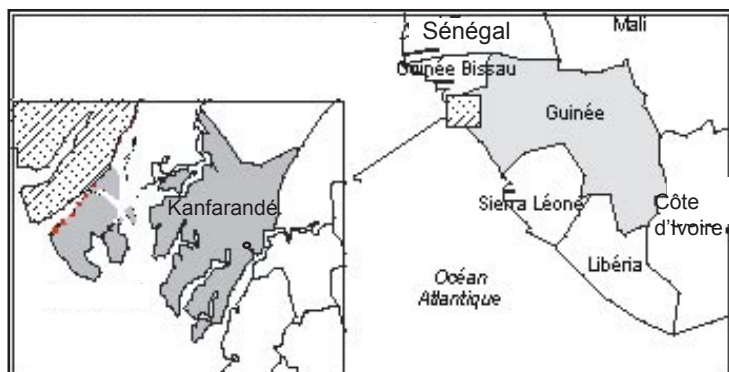 Sénégal
Mali
Guinée Bissau
Guinée
Kanfarandé
Sierra Léone
Côte
d'Ivoire
Libéria
Océan
Atlantique